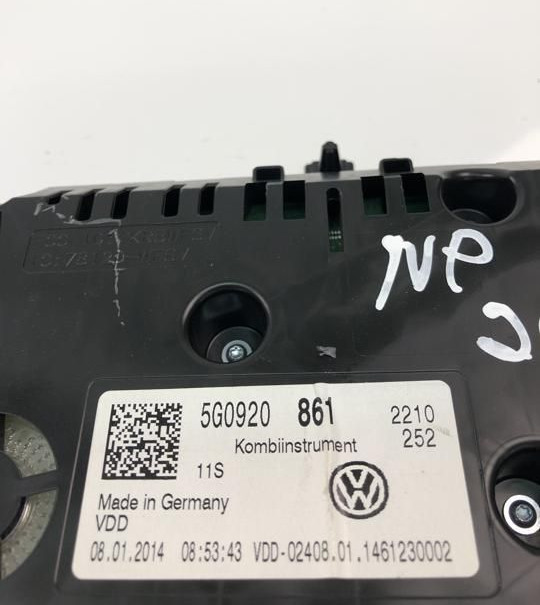 NP
5G0920 861 2210
Kombiinstrument 252
11S
Made in Germany
VDD
08.01.2014 08:53:43 VDD-02408.01.1461230002